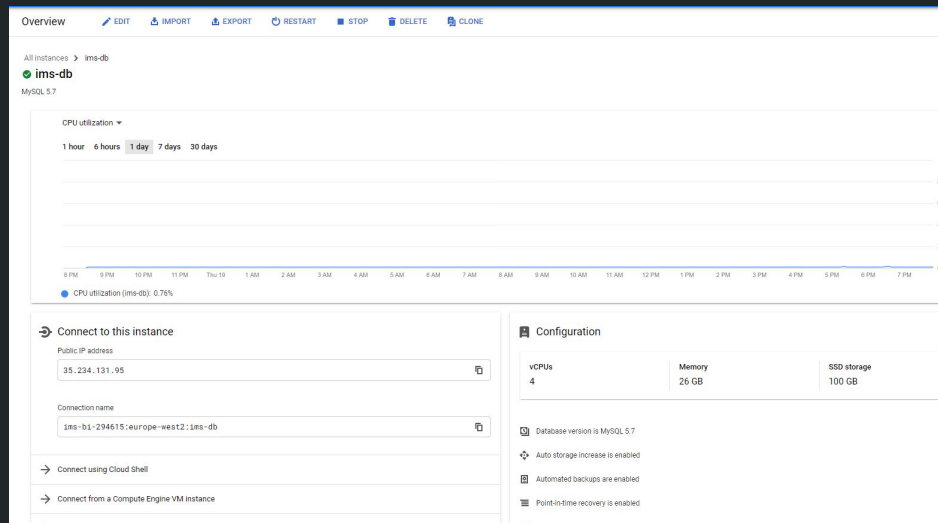 Overview EDIT IMPORT EXPORT RESTART STOP DELETE CLONE
All instances > ims-db
ims-db
MySQL 5.7
CPU utilization
1 hour 6 hours 1 day 7 days 30 days
8 PM 9 PM 10 PM 11 PM Thu 19 1 AM 2 AM 3 AM 4 AM 5 AM 6 AM 7 AM 8 AM 9 AM 10 AM 11 AM 12 PM 1 PM 2 PM 3 PM 4 PM 5 PM 6 PM 7 PM
CPU utilization (ims-db): 0.76%
Connect to this instance
Public IP address
35.234.131.95
Connection name
ims-bi-294615:europe-west2:ims-db
Connect using Cloud Shell
Connect from a Compute Engine VM instance
Configuration
vCPUs Memory SSD storage
4 26 GB 100 GB
Database version is MySQL 5.7
Auto storage increase is enabled
Automated backups are enabled
Point-in-time recovery is enabled